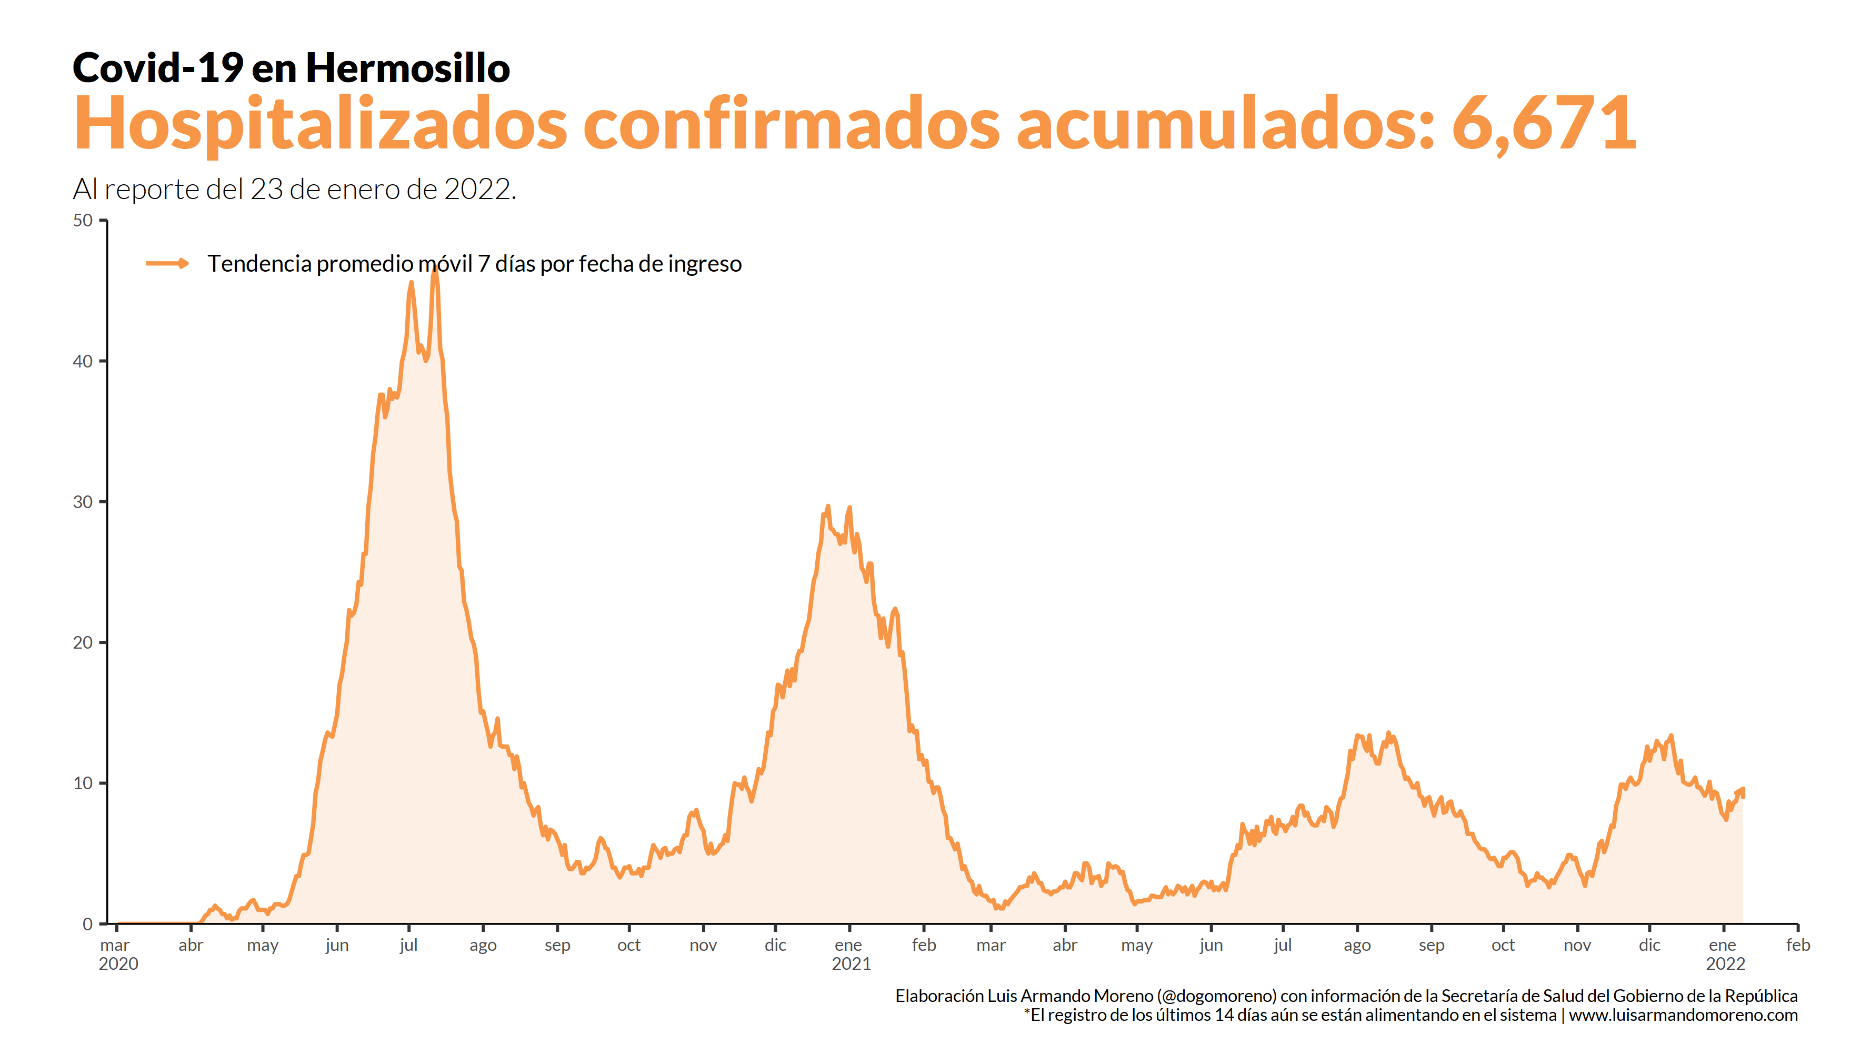 Covid-19 en Hermosillo
Hospitalizados confirmados acumulados: 6,671
Al reporte del 23 de enero de 2022.
50
Tendencia promedio móvil 7 días por fecha de ingreso
40
30
20
10
0
mar abr may jun jul ago sep oct nov dic ene feb mar abr may jun jul ago sep oct nov dic ene feb
2020 2021 2022
Elaboración Luis Armando Moreno (@dogomoreno) con información de la Secretaría de Salud del Gobierno de la República
*El registro de los últimos 14 días aún se están alimentando en el sistema | www.luisarmandomoreno.com